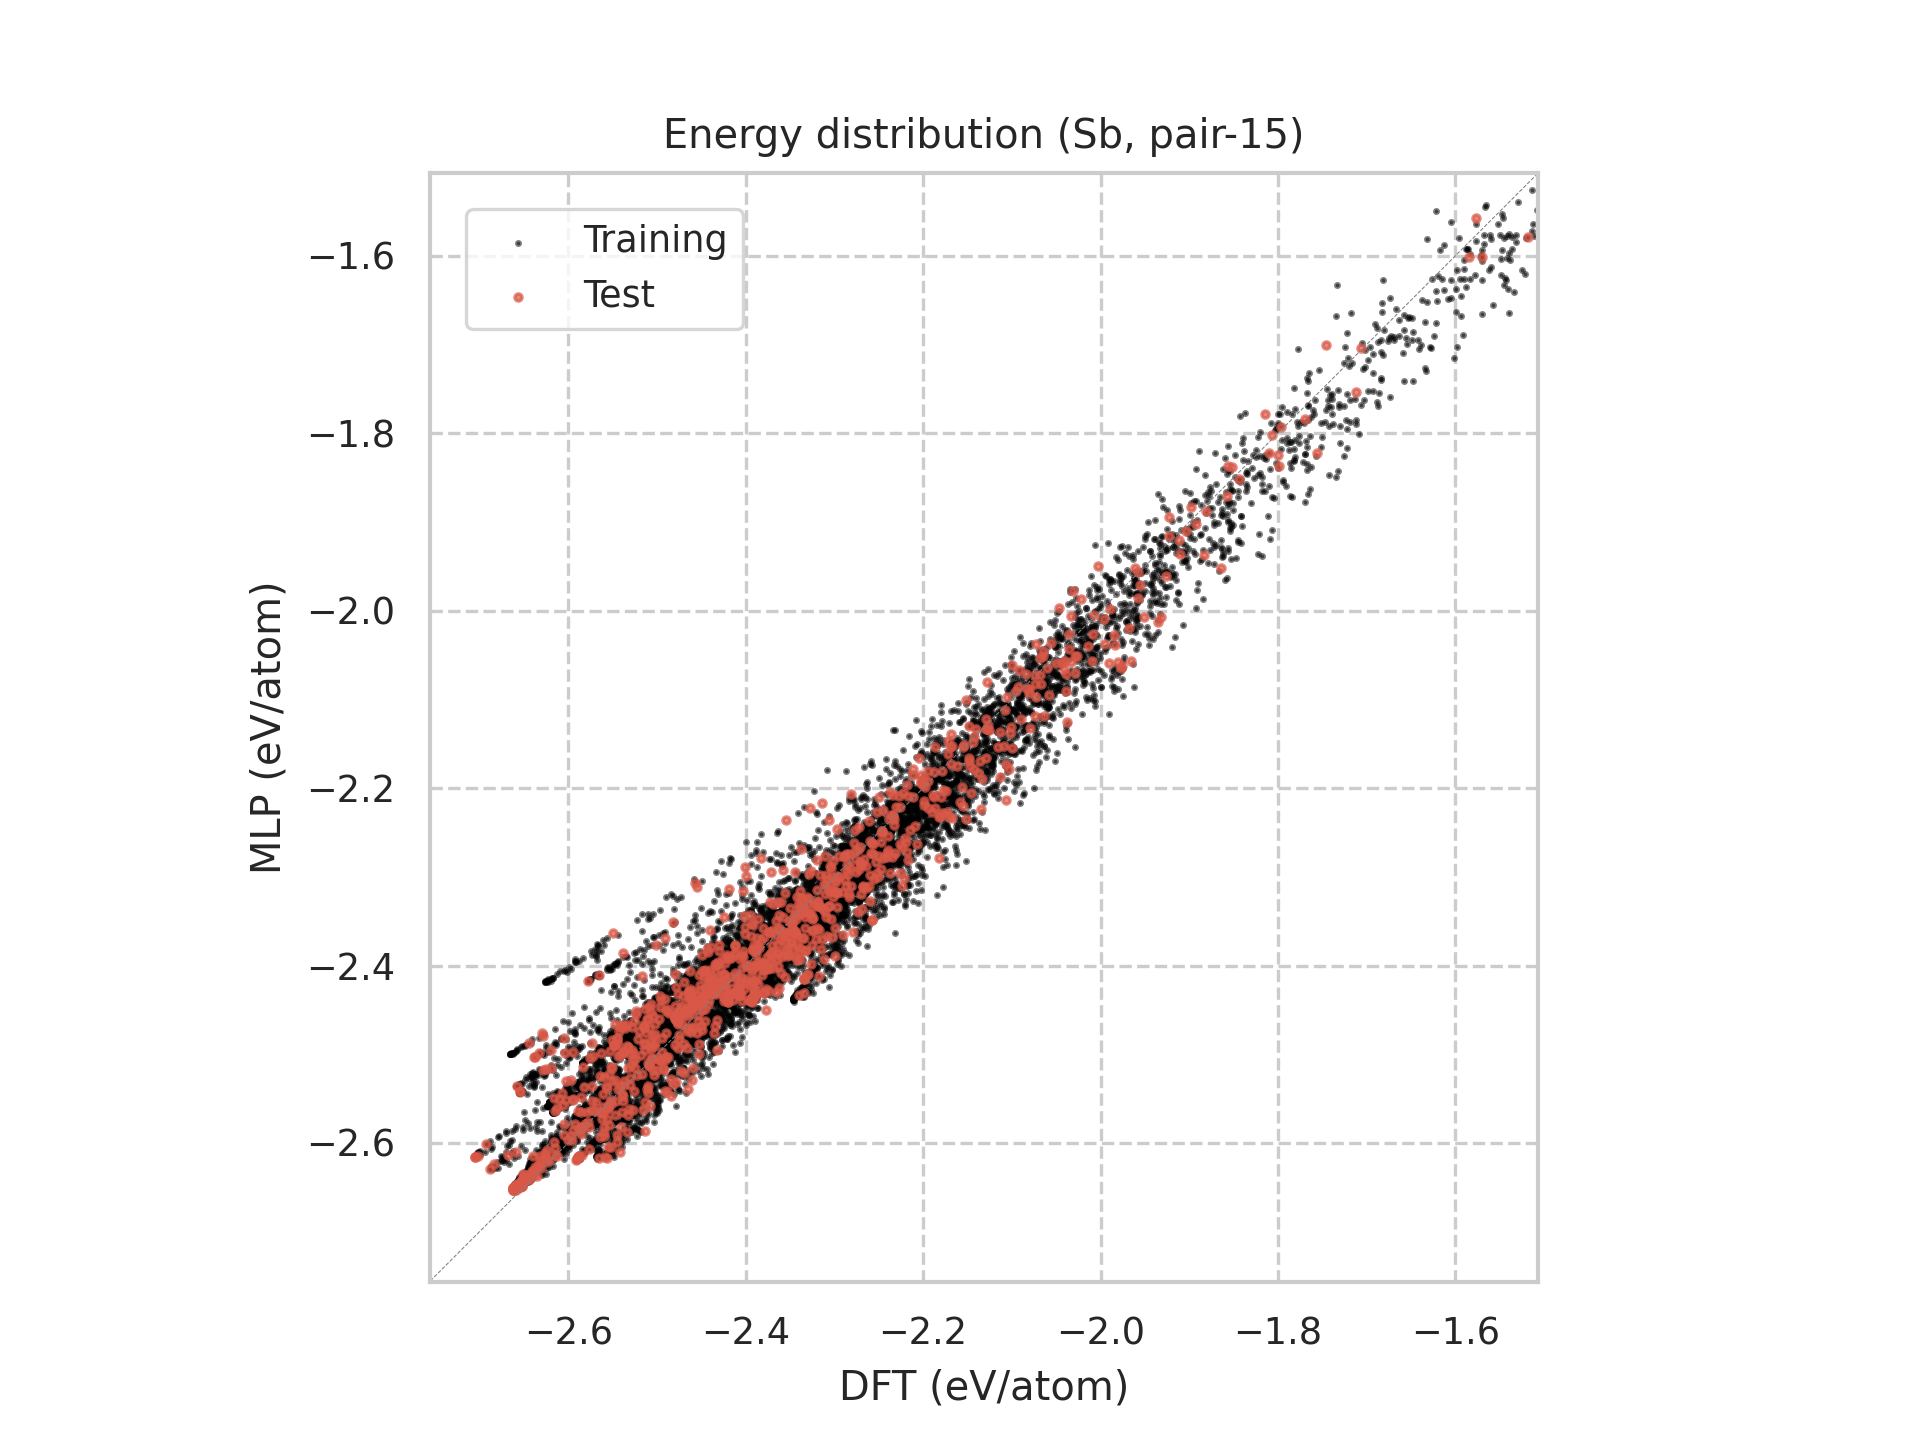 Energy distribution (Sb, pair-15)
Training
Test
−1.6
−1.8
−2.0
−2.2
−2.4
−2.6
MLP (eV/atom)
−2.6 −2.4 −2.2 −2.0 −1.8 −1.6
DFT (eV/atom)